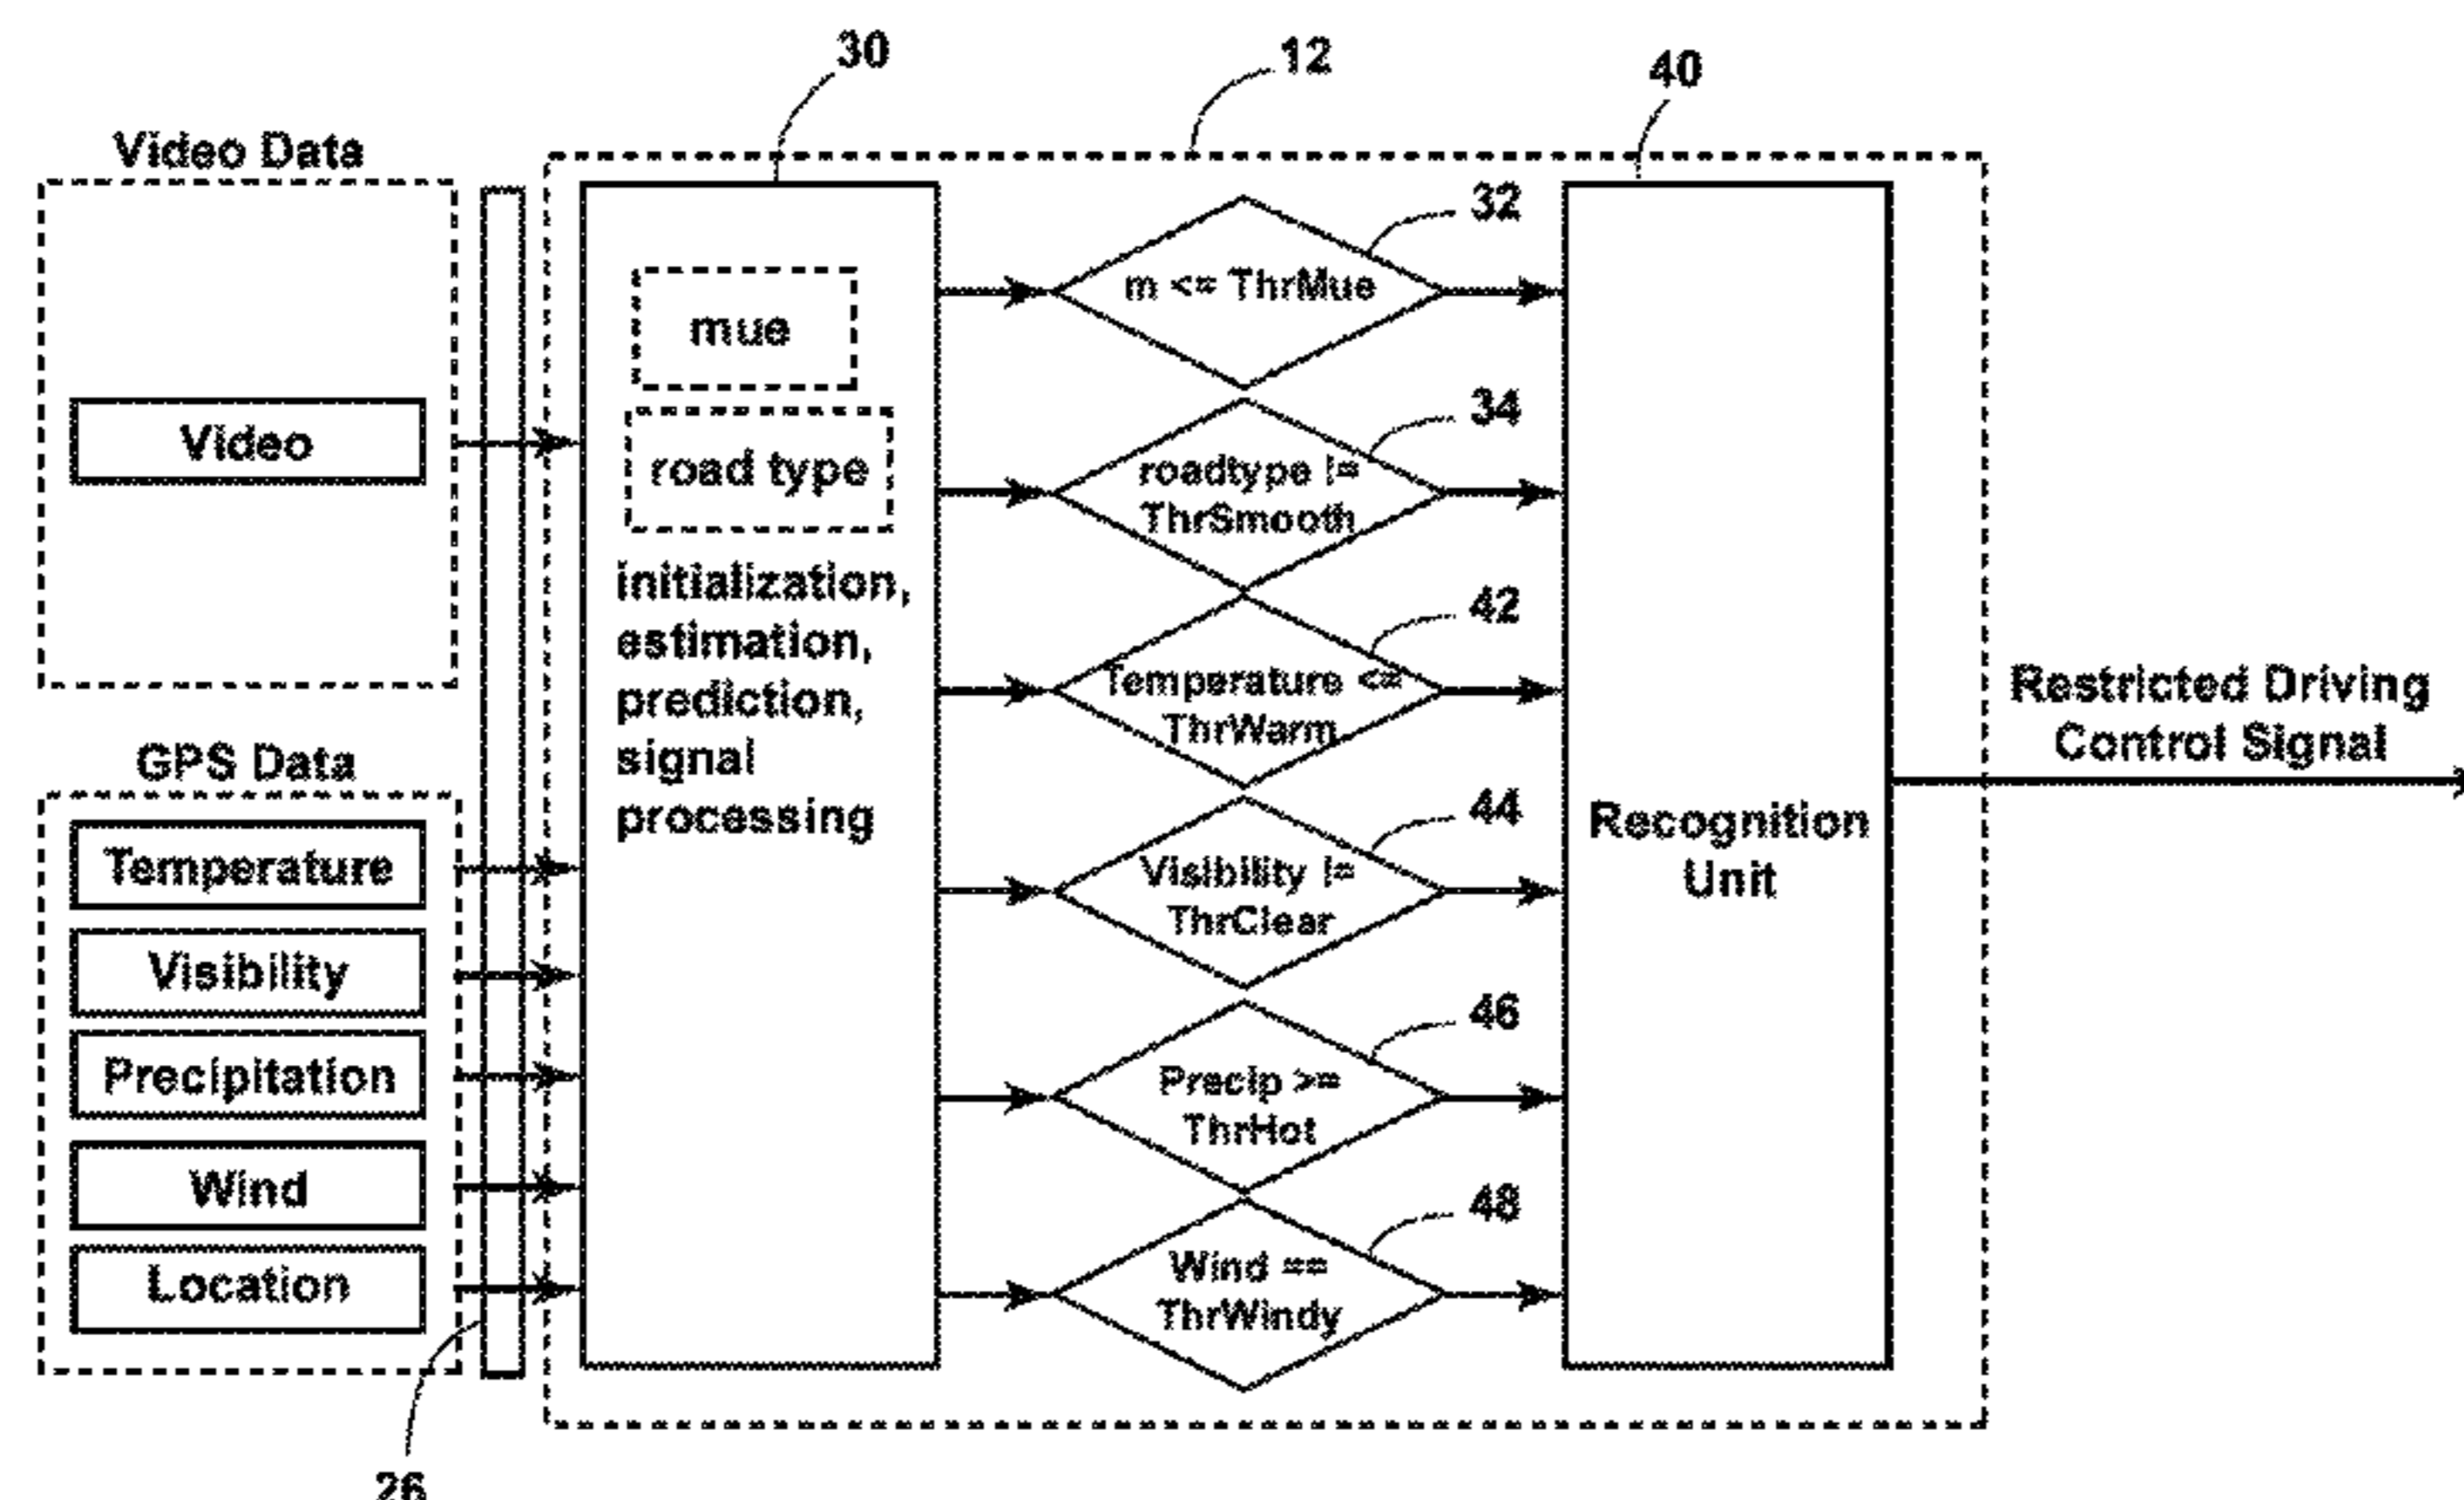 30
12
40
Video Data
Video
GPS Data
Temperature
Visibility
Precipitation
Wind
Location
26
mue
road type
initialization,
estimation,
prediction,
signal
processing
32
m <= ThrMue
34
roadtype !=
ThrSmooth
42
Temperature <=
ThrWarm
44
Visibility !=
ThrClear
46
Precip >=
ThrHot
48
Wind ==
ThrWindy
Recognition
Unit
Restricted Driving
Control Signal